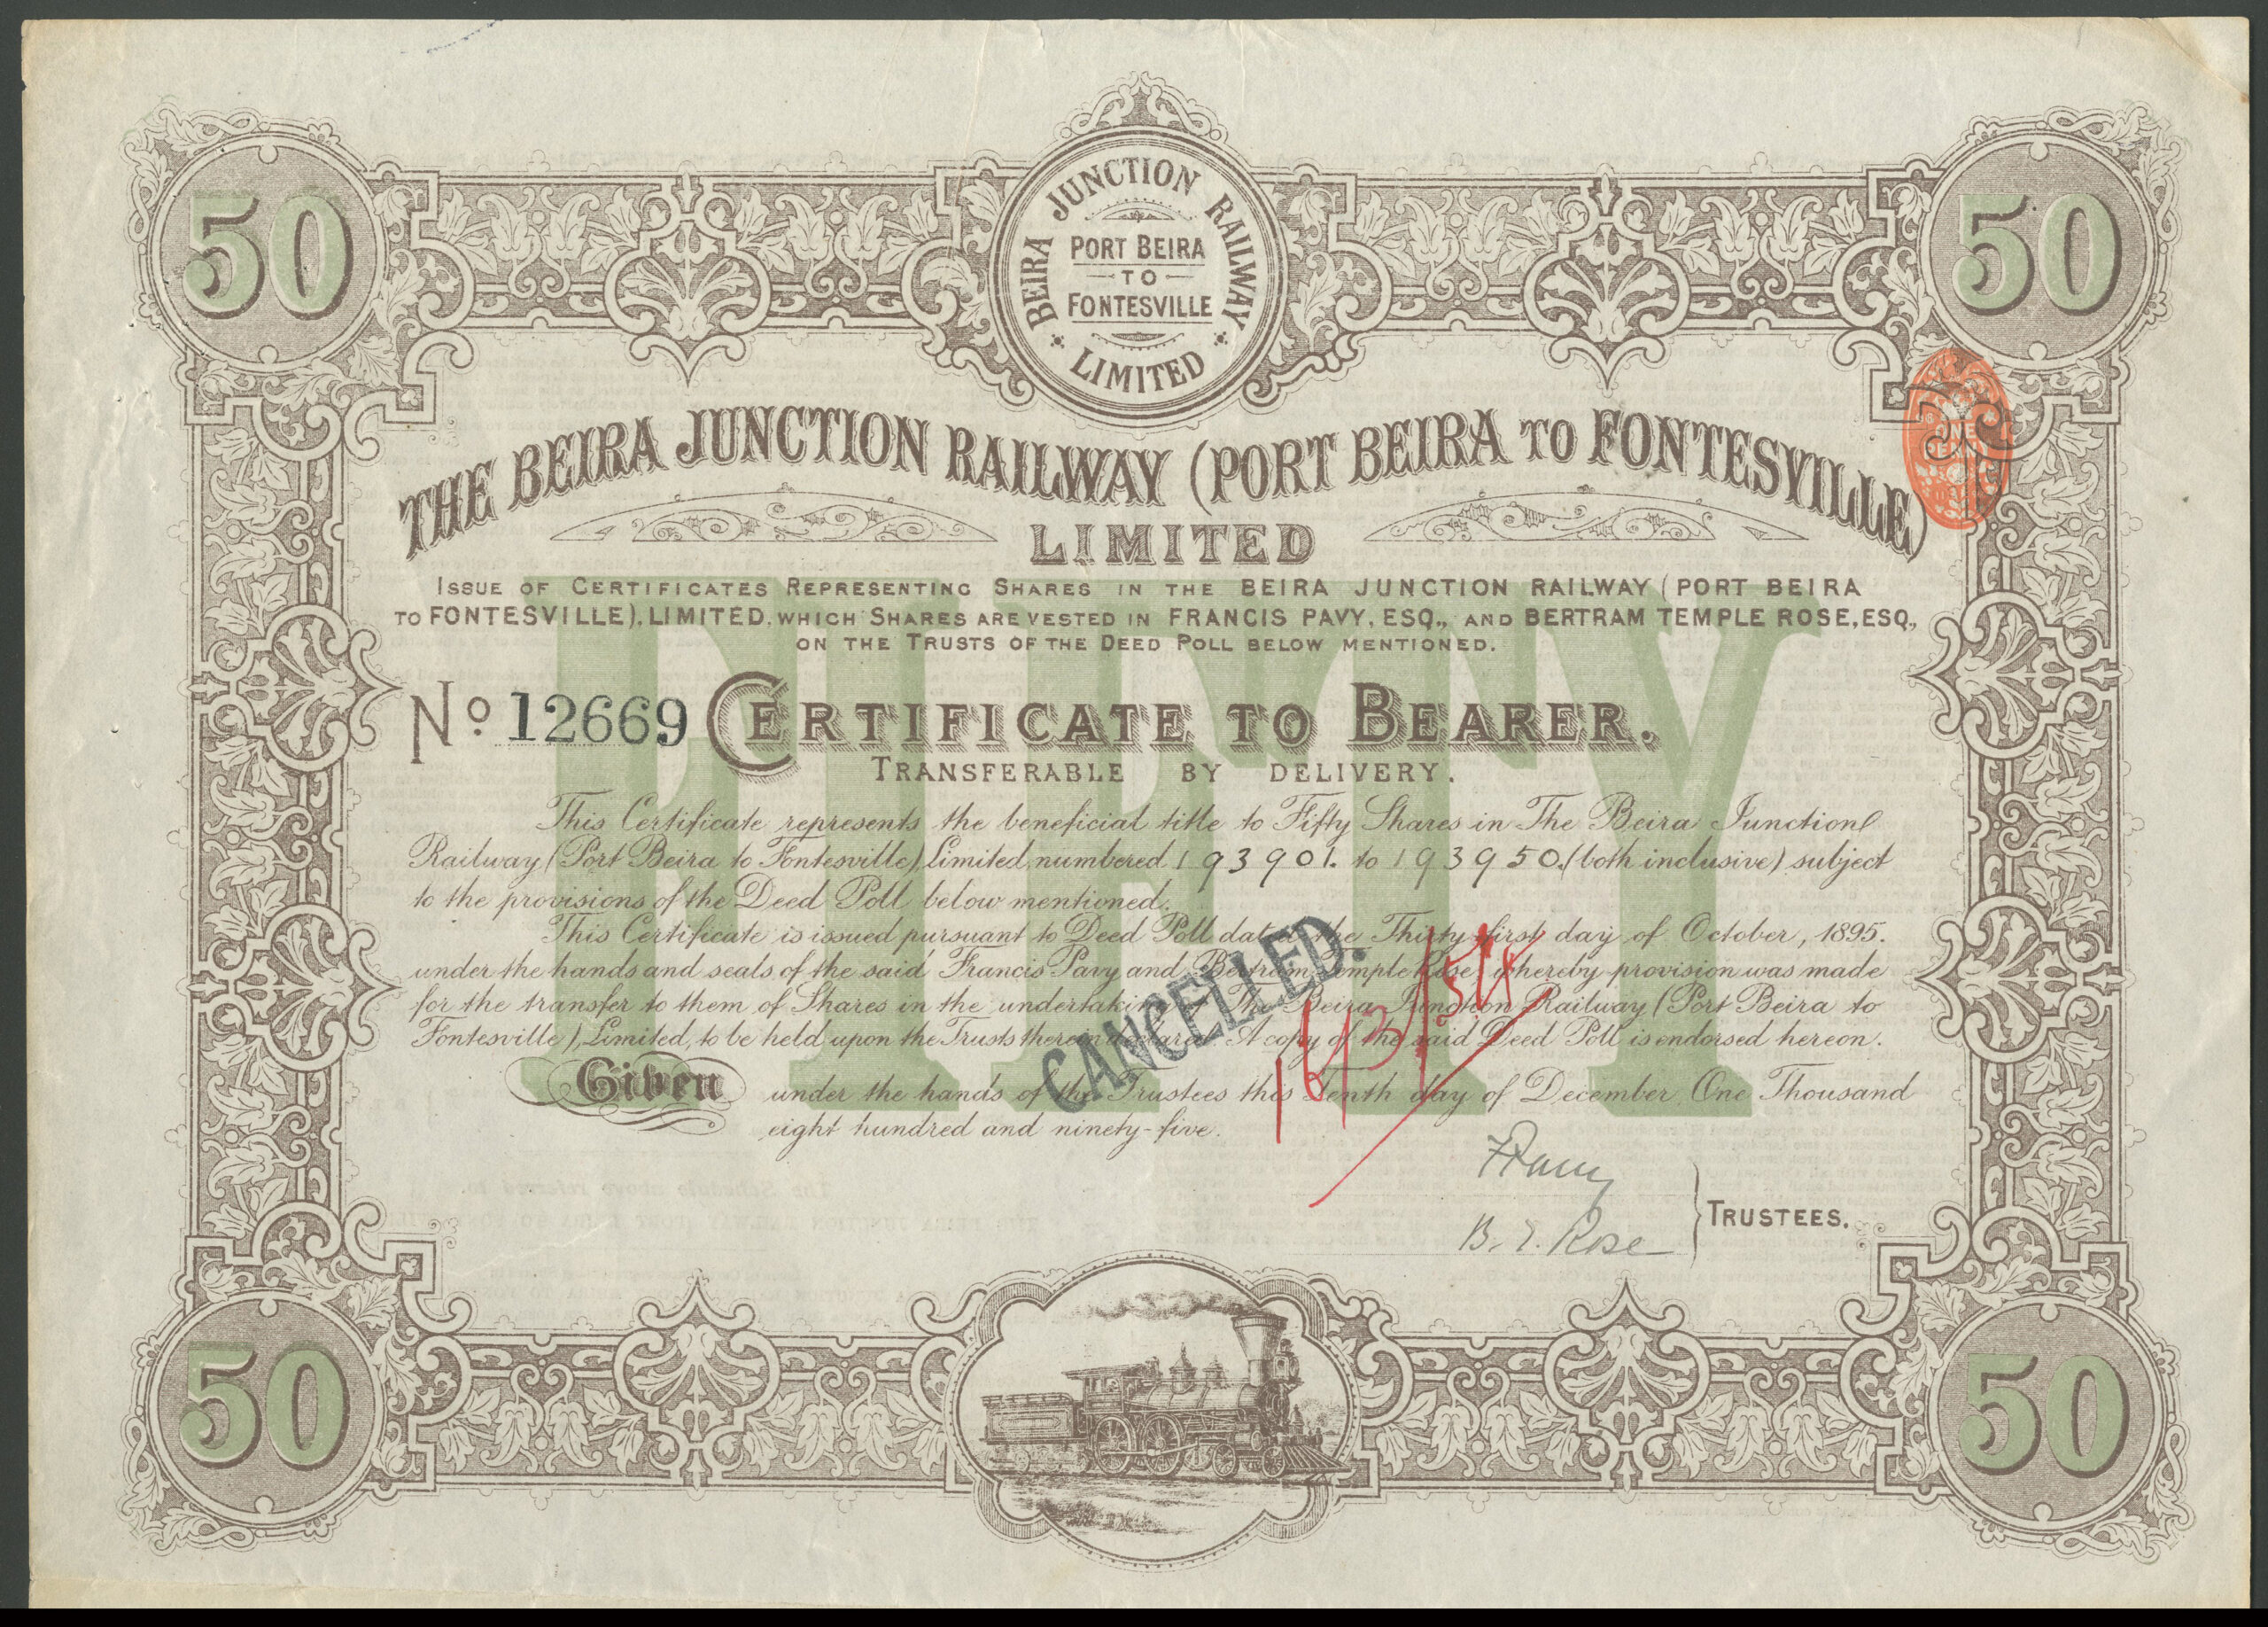 50
BEIRA JUNCTION RAILWAY
PORT BEIRA
TO
FONTESVILLE
LIMITED
50
THE BEIRA JUNCTION RAILWAY (PORT BEIRA TO FONTESVILLE)
LIMITED
ONE
ISSUE OF CERTIFICATES REPRESENTING SHARES IN THE BEIRA JUNCTION RAILWAY (PORT BEIRA
TO FONTESVILLE), LIMITED, WHICH SHARES ARE VESTED IN FRANCIS PAVY, ESQ., AND BERTRAM TEMPLE ROSE, ESQ.,
ON THE TRUSTS OF THE DEED POLL BELOW MENTIONED.
FIFTY
No. 12669 CERTIFICATE TO BEARER.
TRANSFERABLE BY DELIVERY.
This Certificate represents the beneficial title to Fifty Shares in The Beira Junction
Railway (Port Beira to Fontesville), Limited, numbered 193901. to 193950. (both inclusive) subject
to the provisions of the Deed Poll below mentioned.
This Certificate is issued pursuant to Deed Poll dated the Thirty first day of October, 1895.
under the hands and seals of the said Francis Pavy and Bertram Temple Rose, whereby provision was made
for the transfer to them of Shares in the undertaking of The Beira Junction Railway (Port Beira to
Fontesville), Limited, to be held upon the Trusts therein declared. A copy of the said Deed Poll is endorsed hereon.
CANCELLED.
16/3/54
Given under the hands of the Trustees this Tenth day of December One Thousand
eight hundred and ninety-five.
F Pavy
B. T. Rose
TRUSTEES.
50
50